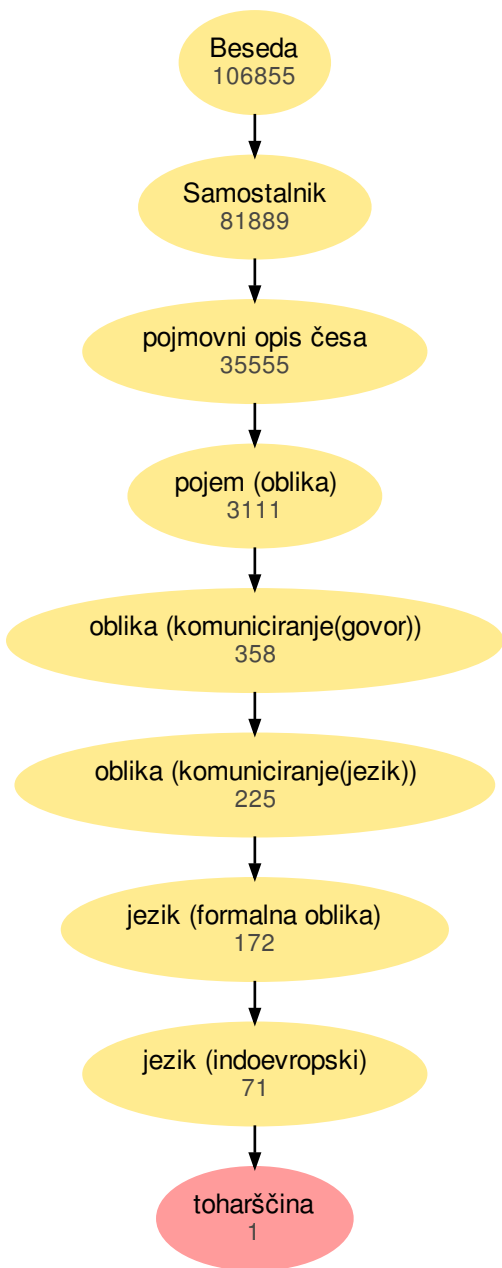 Beseda
106855
Samostalnik
81889
pojmovni opis česa
35555
pojem (oblika)
3111
oblika (komuniciranje(govor))
358
oblika (komuniciranje(jezik))
225
jezik (formalna oblika)
172
jezik (indoevropski)
71
toharščina
1